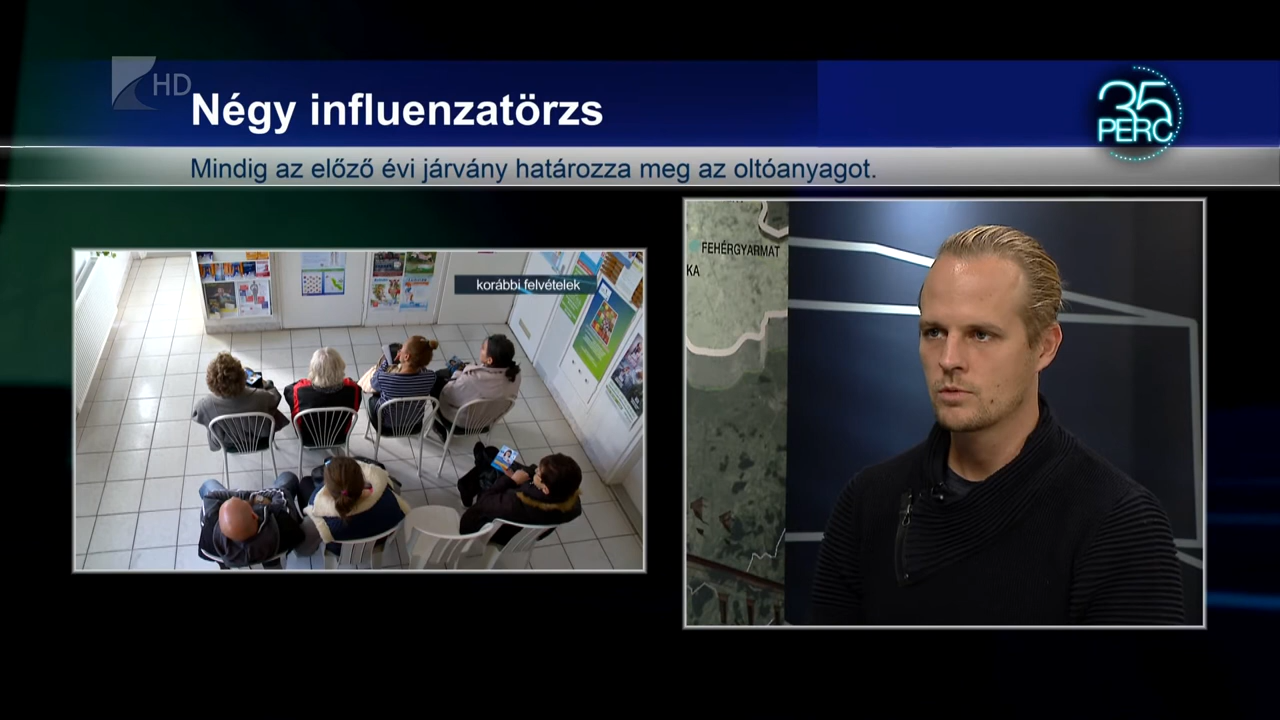 HD
Négy influenzatörzs
35
PERC
Mindig az előző évi járvány határozza meg az oltóanyagot.
korábbi felvételek
FEHÉRGYARMAT
KA